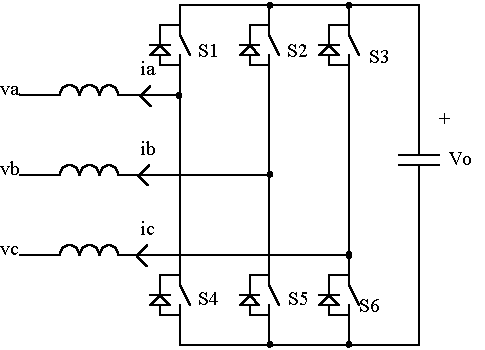 S1 S2 S3
va ia
+
vb ib Vo
vc ic
S4 S5 S6